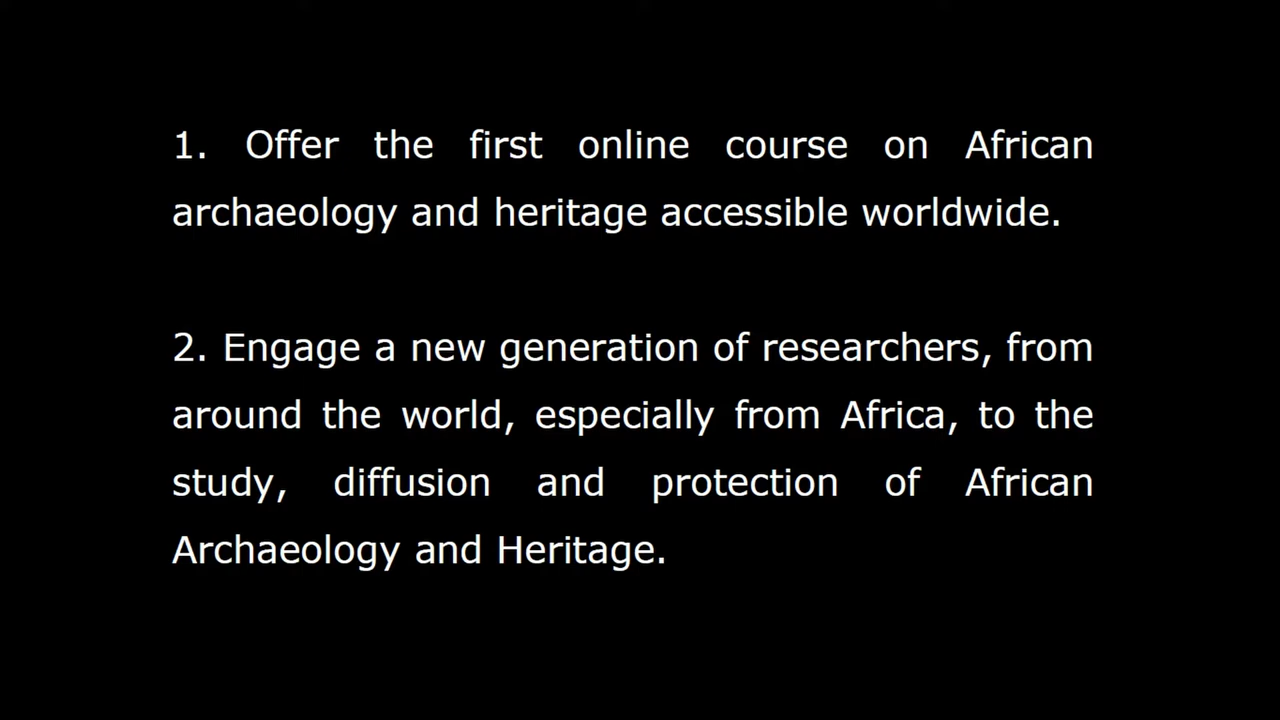 1. Offer the first online course on African
archaeology and heritage accessible worldwide.
2. Engage a new generation of researchers, from
around the world, especially from Africa, to the
study, diffusion and protection of African
Archaeology and Heritage.